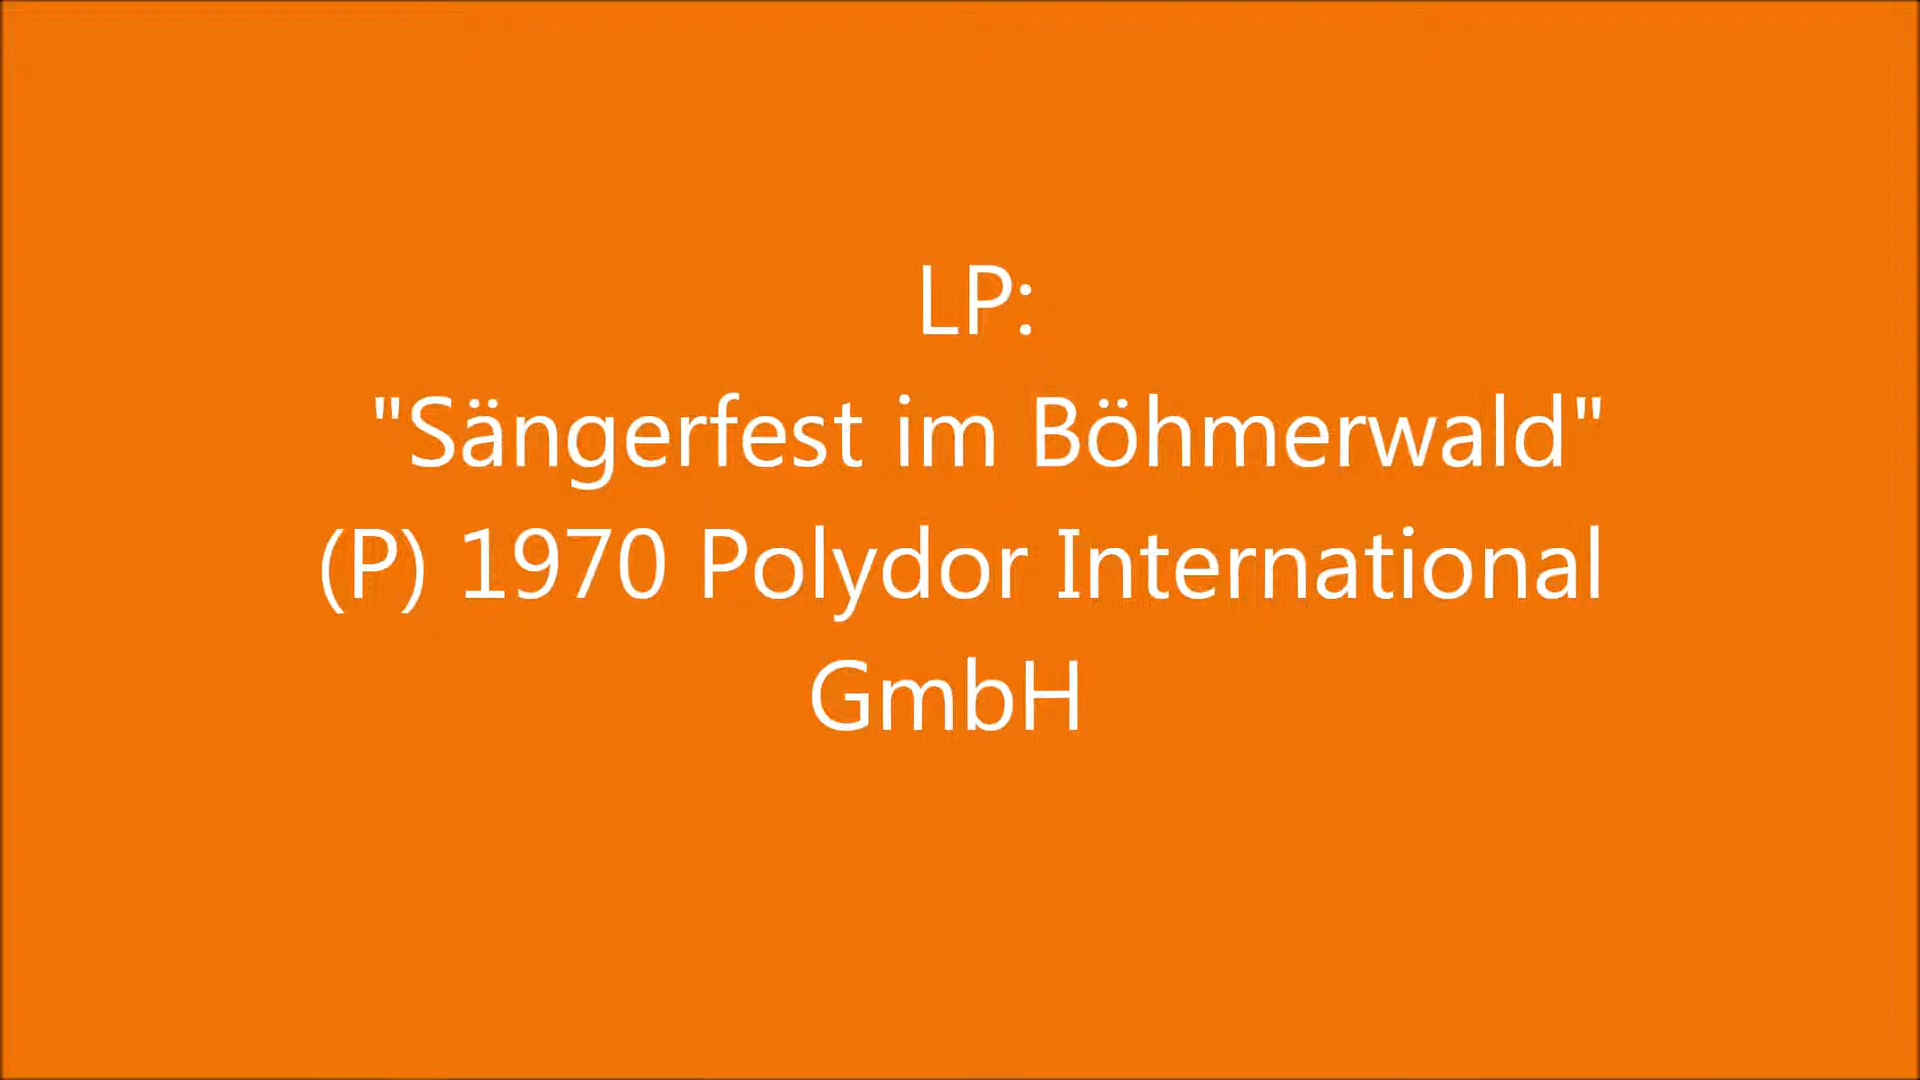 LP:
"Sängerfest im Böhmerwald"
(P) 1970 Polydor International
GmbH